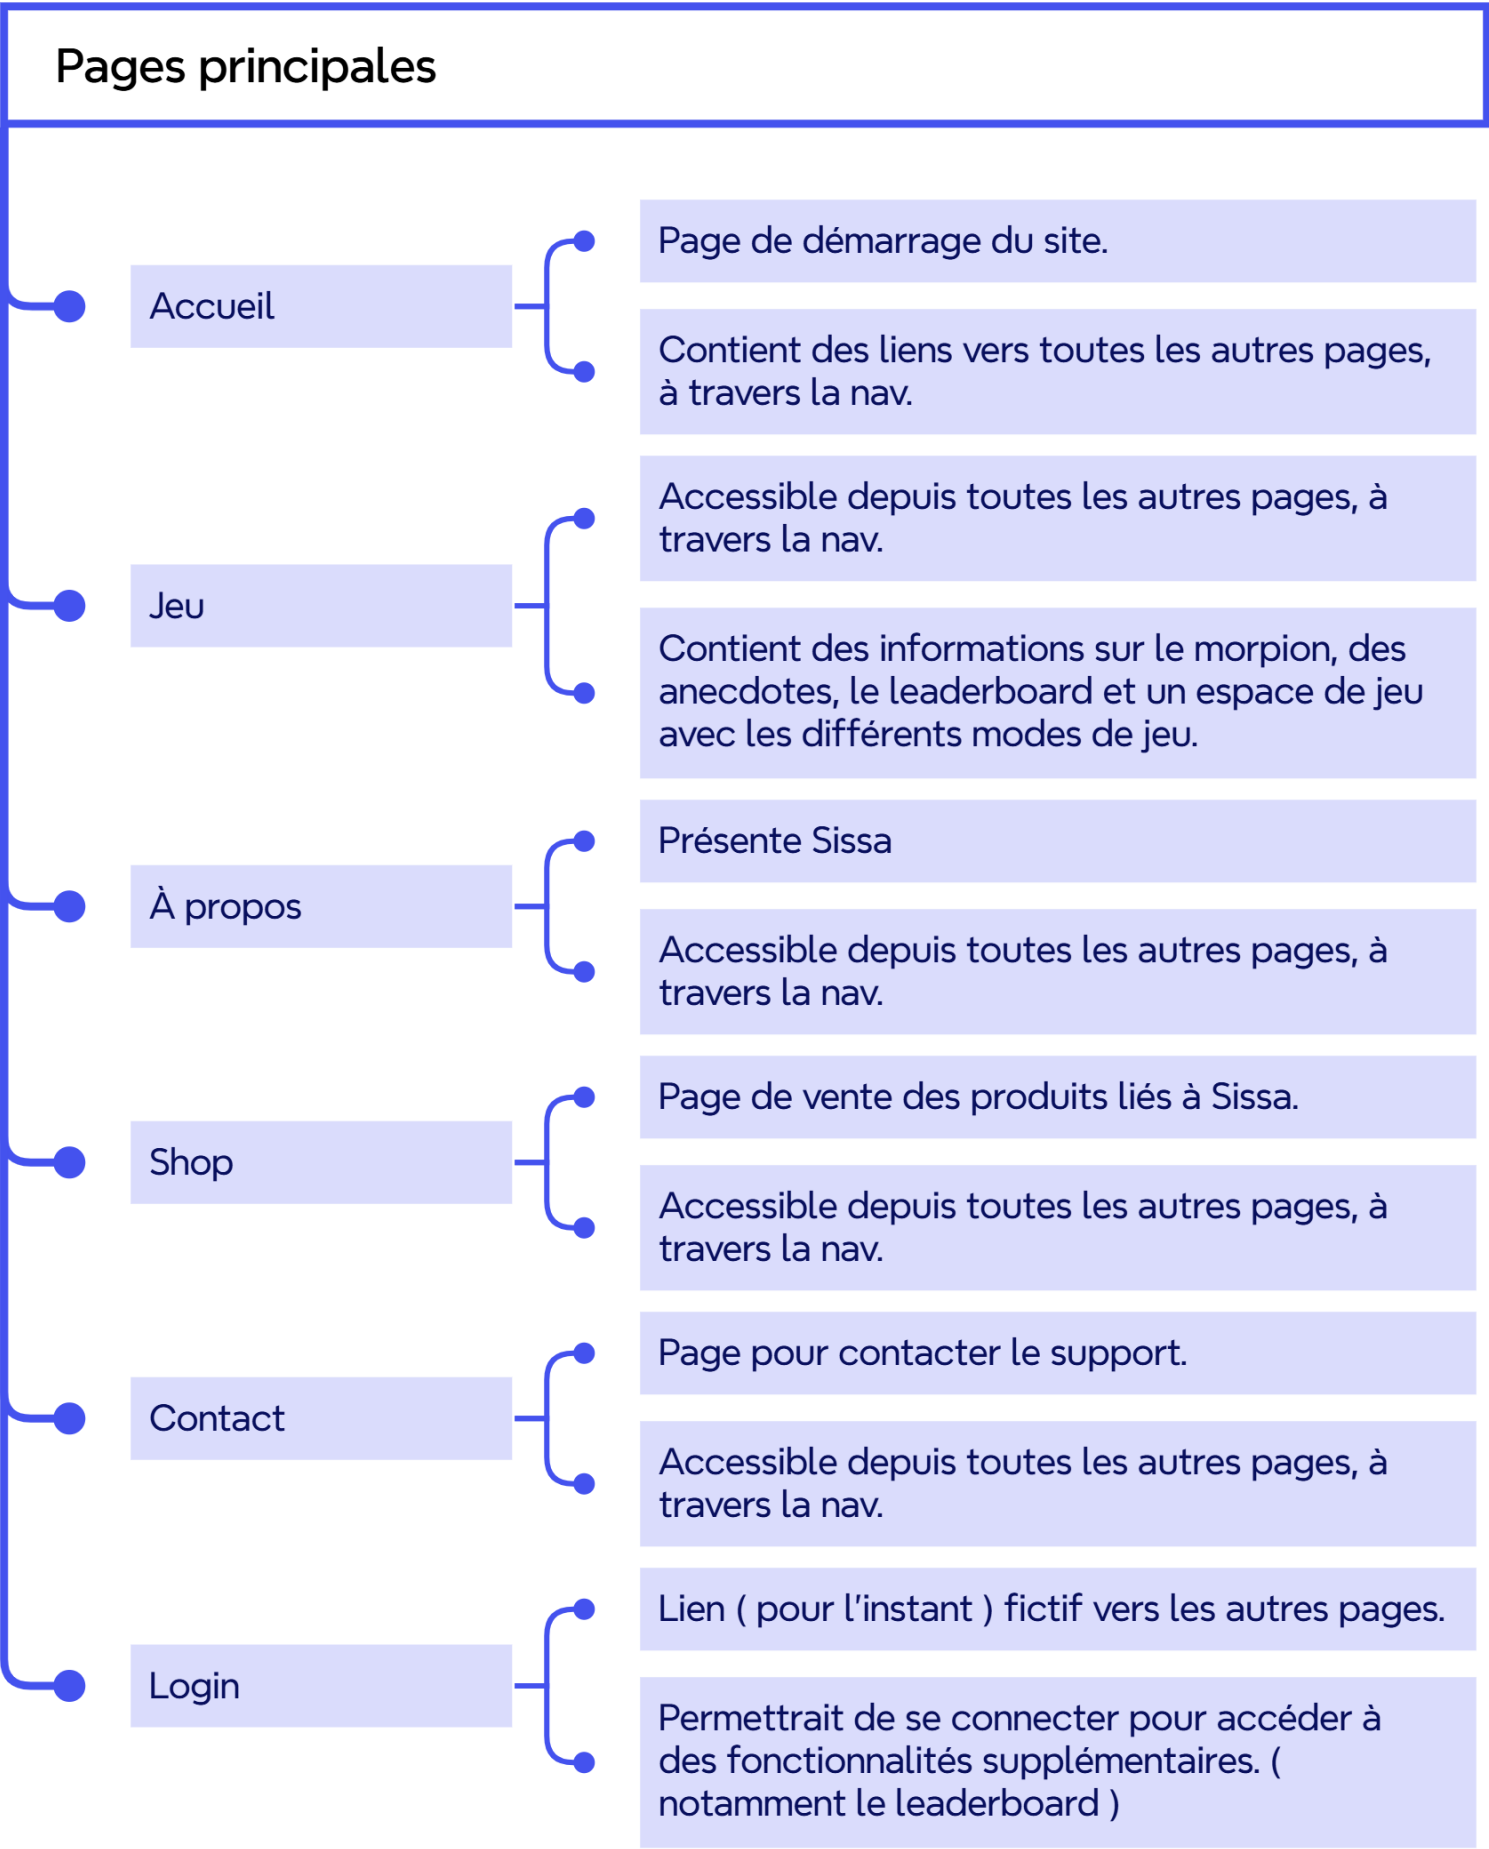 Pages principales
Accueil
Page de démarrage du site.
Contient des liens vers toutes les autres pages,
à travers la nav.
Jeu
Accessible depuis toutes les autres pages, à
travers la nav.
Contient des informations sur le morpion, des
anecdotes, le leaderboard et un espace de jeu
avec les différents modes de jeu.
À propos
Présente Sissa
Accessible depuis toutes les autres pages, à
travers la nav.
Shop
Page de vente des produits liés à Sissa.
Accessible depuis toutes les autres pages, à
travers la nav.
Contact
Page pour contacter le support.
Accessible depuis toutes les autres pages, à
travers la nav.
Login
Lien ( pour l'instant ) fictif vers les autres pages.
Permettrait de se connecter pour accéder à
des fonctionnalités supplémentaires. (
notamment le leaderboard )